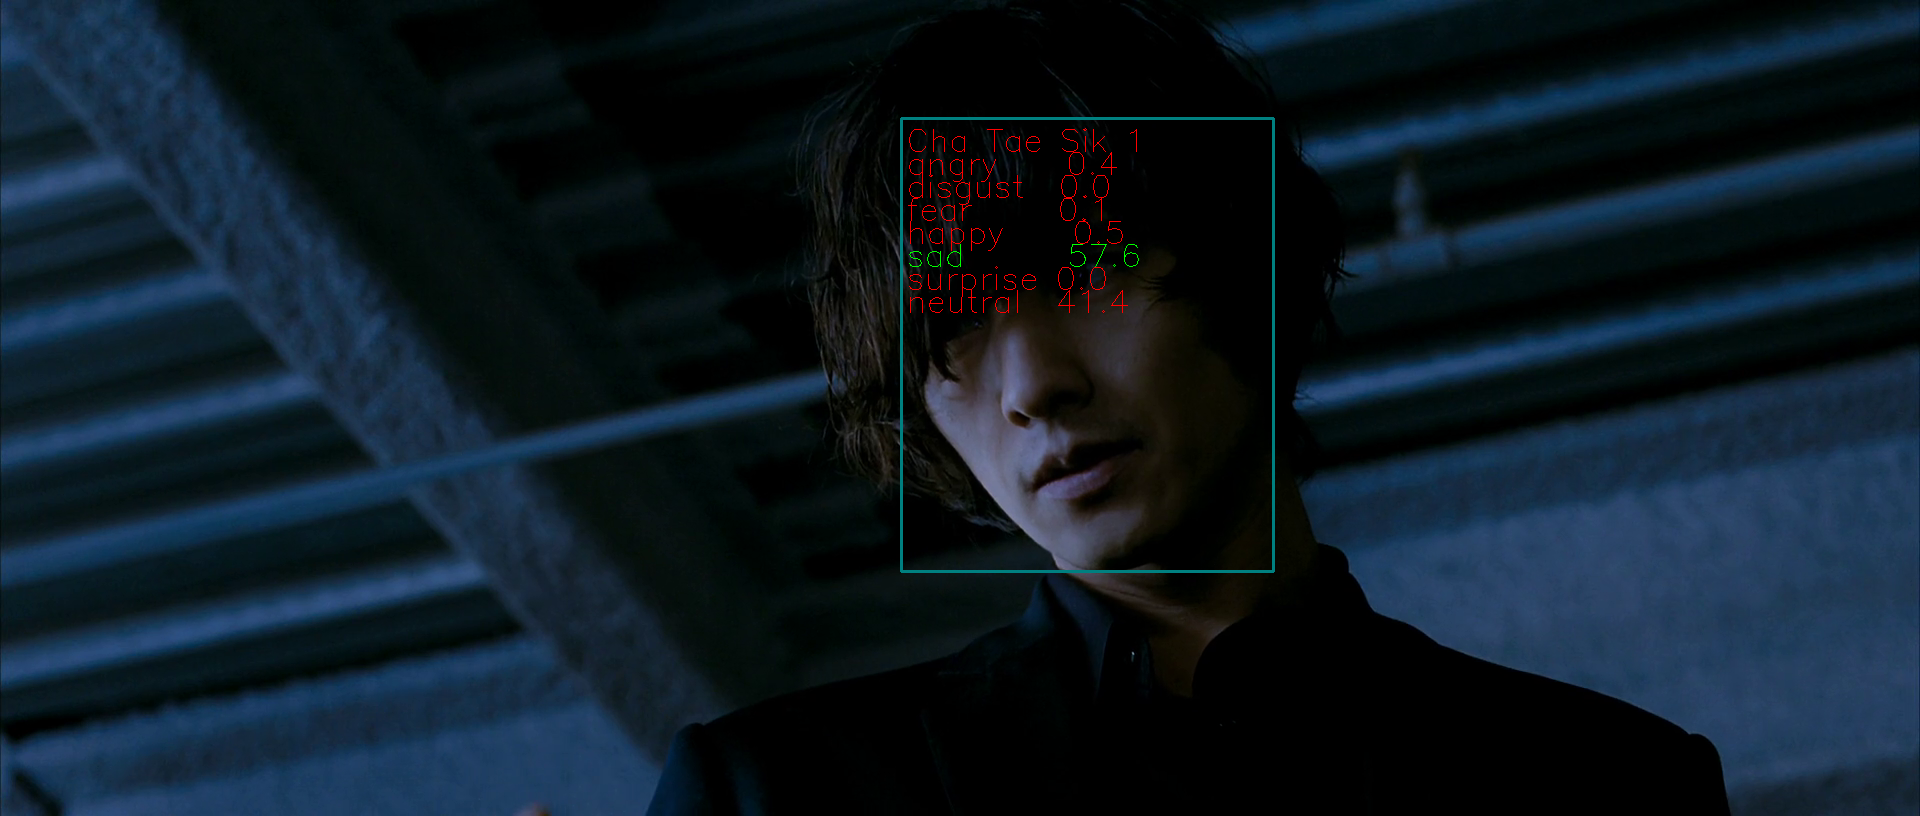 Cha Tae Sik 1
angry 0.4
disgust 0.0
fear 0.1
happy 0.5
sad 57.6
surprise 0.0
neutral 41.4